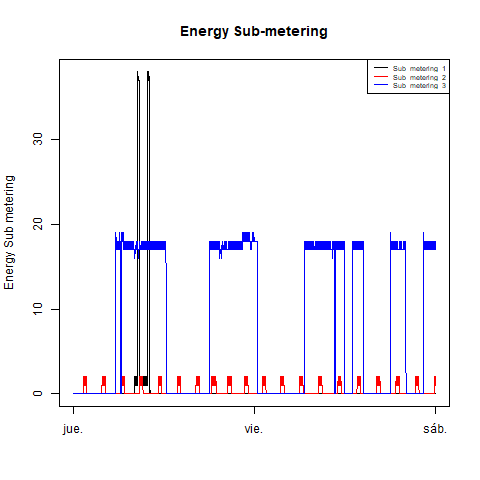 Energy Sub-metering
Sub_metering_1
Sub_metering_2
Sub_metering_3
Energy Sub metering
30
20
10
0
jue.
vie.
sáb.